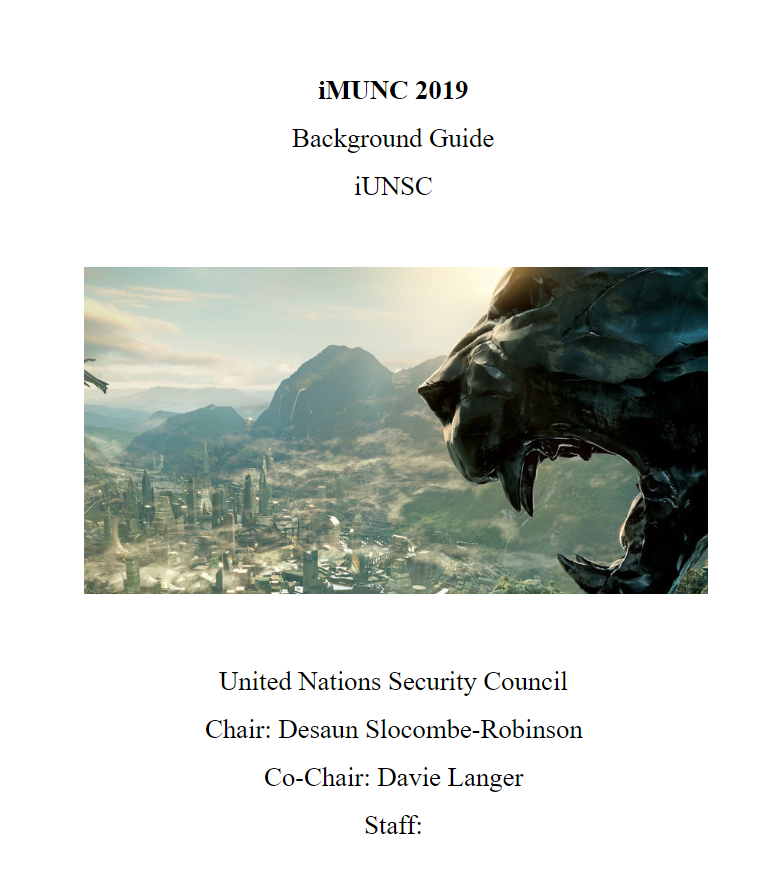 iMUNC 2019
Background Guide
iUNSC
United Nations Security Council
Chair: Desaun Slocombe-Robinson
Co-Chair: Davie Langer
Staff: